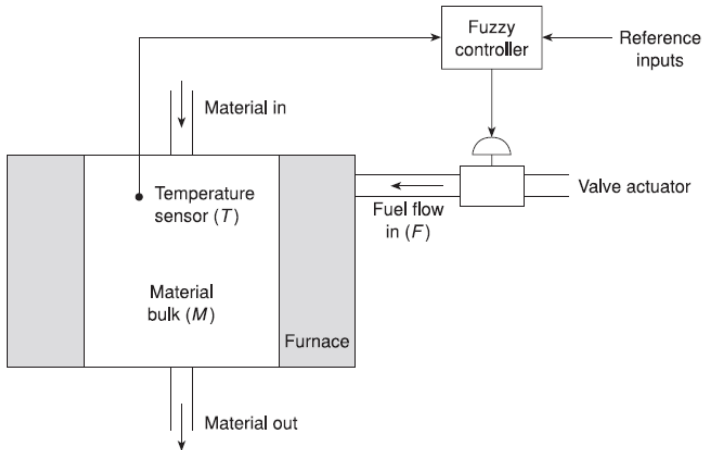 Fuzzy
controller
Reference
inputs
Material in
Temperature
sensor (T)
Valve actuator
Fuel flow
in (F)
Material
bulk (M)
Furnace
Material out